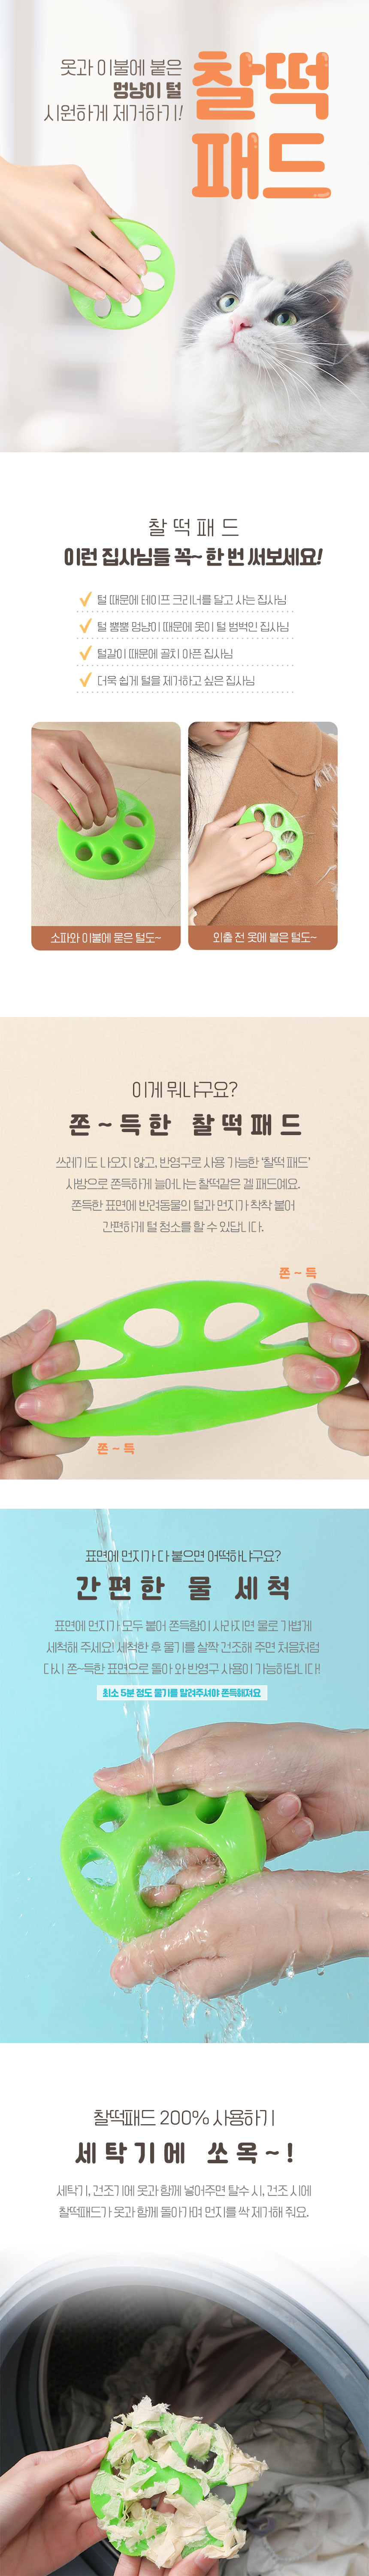 옷과 이불에 붙은
멍냥이 털
시원하게 제거하기!
찰떡
패드
찰떡패드
이런 집사님들 꼭~ 한 번 써보세요!
털 때문에 테이프 크리너를 달고 사는 집사님
털 뿜뿜 멍냥이 때문에 옷이 털 범벅인 집사님
털갈이 때문에 골치 아픈 집사님
더욱 쉽게 털을 제거하고 싶은 집사님
소파와 이불에 묻은 털도~
외출 전 옷에 붙은 털도~
이게 뭐냐구요?
쫀~득한 찰떡패드
쓰레기도 나오지 않고, 반영구로 사용 가능한 '찰떡 패드'
사방으로 쫀득하게 늘어나는 찰떡같은 겔 패드예요.
쫀득한 표면에 반려동물의 털과 먼지가 착착 붙어
간편하게 털 청소를 할 수 있답니다.
쫀~득
쫀~득
표면에 먼지가 다 붙으면 어떡하냐구요?
간편한 물 세척
표면에 먼지가 모두 붙어 쫀득함이 사라지면 물로 가볍게
세척해 주세요! 세척한 후 물기를 살짝 건조해 주면 처음처럼
다시 쫀~득한 표면으로 돌아 와 반영구 사용이 가능하답니다!
최소 5분 정도 물기를 말려주셔야 쫀득해져요
찰떡패드 200% 사용하기
세탁기에 쏘옥~!
세탁기, 건조기에 옷과 함께 넣어주면 탈수 시, 건조 시에
찰떡패드가 옷과 함께 돌아가며 먼지를 싹 제거해 줘요.